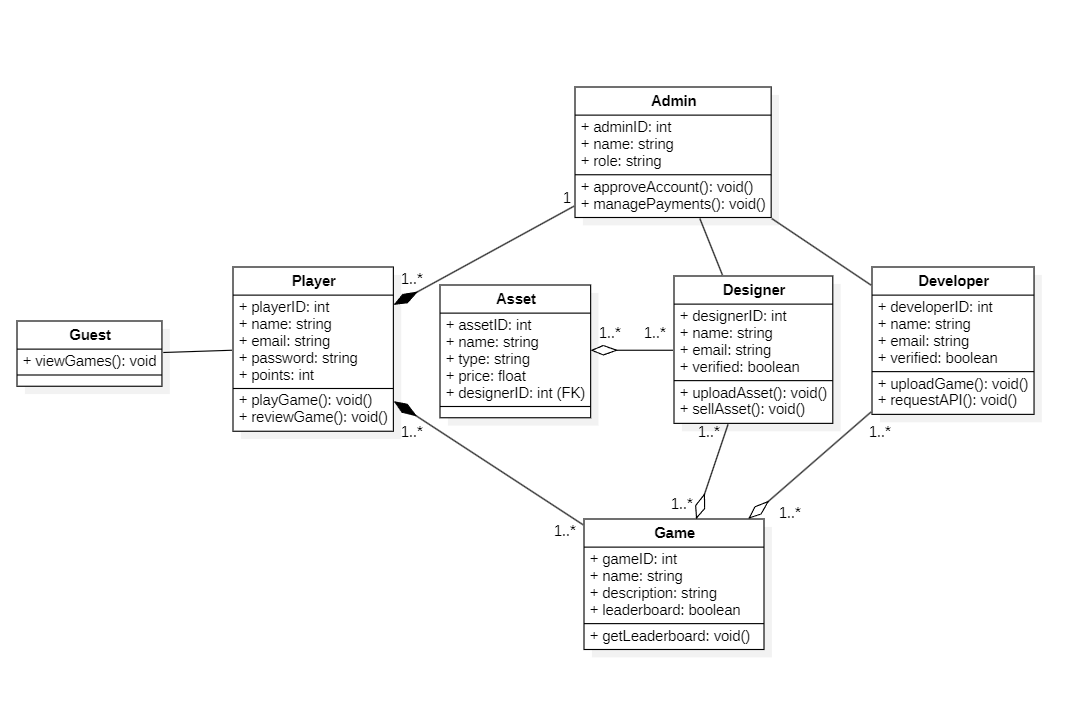 Admin
+ adminID: int
+ name: string
+ role: string
+ approveAccount(): void()
+ managePayments(): void()
1
1..*
Player
+ playerID: int
+ name: string
+ email: string
+ password: string
+ points: int
+ playGame(): void()
+ reviewGame(): void()
Guest
+ viewGames(): void
Asset
+ assetID: int
+ name: string
+ type: string
+ price: float
+ designerID: int (FK)
1..*
1..*
Designer
+ designerID: int
+ name: string
+ email: string
+ verified: boolean
+ uploadAsset(): void()
+ sellAsset(): void()
Developer
+ developerID: int
+ name: string
+ email: string
+ verified: boolean
+ uploadGame(): void()
+ requestAPI(): void()
1..*
1..*
1..*
1..*
1..*
1..*
Game
+ gameID: int
+ name: string
+ description: string
+ leaderboard: boolean
+ getLeaderboard: void()